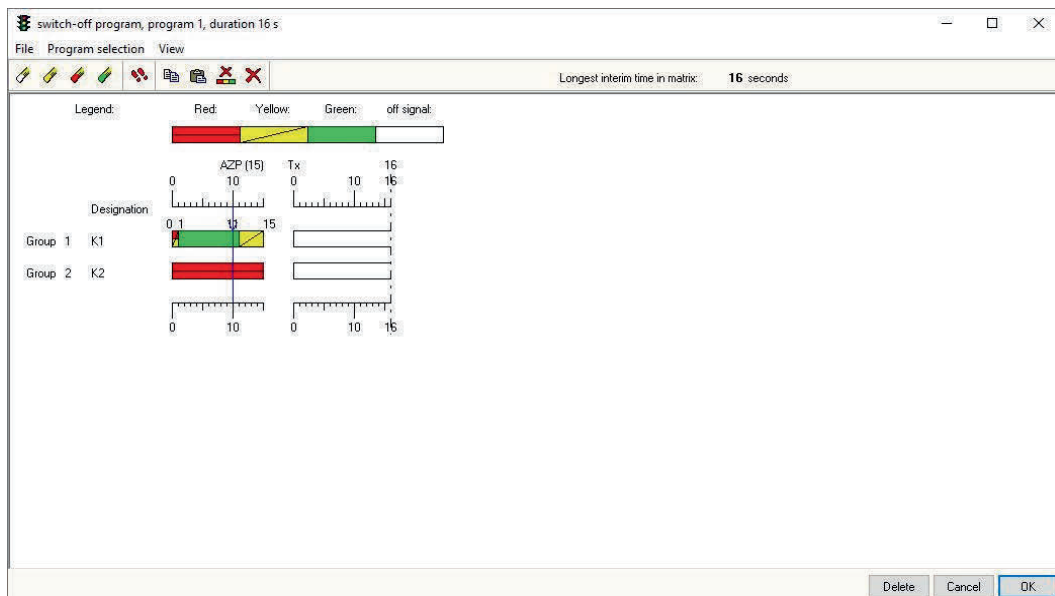 switch-off program, program 1, duration 16 s
File Program selection View
Longest interim time in matrix: 16 seconds
Legend: Red: Yellow: Green: off signal:
AZP (15) Tx 16
0 10 0 10 16
Designation
0 1 11 15
Group 1 K1
Group 2 K2
0 10 0 10 16
Delete Cancel OK